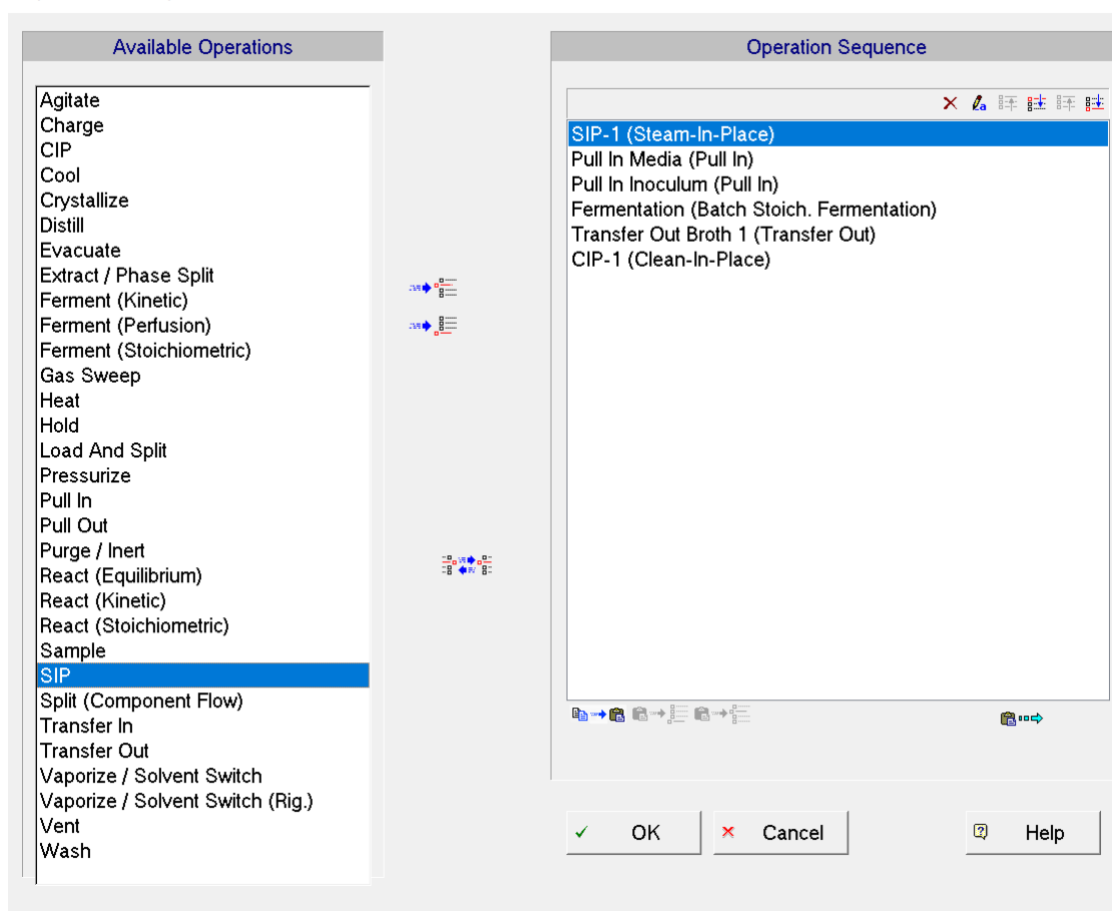 Available Operations
Agitate
Charge
CIP
Cool
Crystallize
Distill
Evacuate
Extract / Phase Split
Ferment (Kinetic)
Ferment (Perfusion)
Ferment (Stoichiometric)
Gas Sweep
Heat
Hold
Load And Split
Pressurize
Pull In
Pull Out
Purge / Inert
React (Equilibrium)
React (Kinetic)
React (Stoichiometric)
Sample
SIP
Split (Component Flow)
Transfer In
Transfer Out
Vaporize / Solvent Switch
Vaporize / Solvent Switch (Rig.)
Vent
Wash
Operation Sequence
SIP-1 (Steam-In-Place)
Pull In Media (Pull In)
Pull In Inoculum (Pull In)
Fermentation (Batch Stoich. Fermentation)
Transfer Out Broth 1 (Transfer Out)
CIP-1 (Clean-In-Place)
OK
Cancel
Help